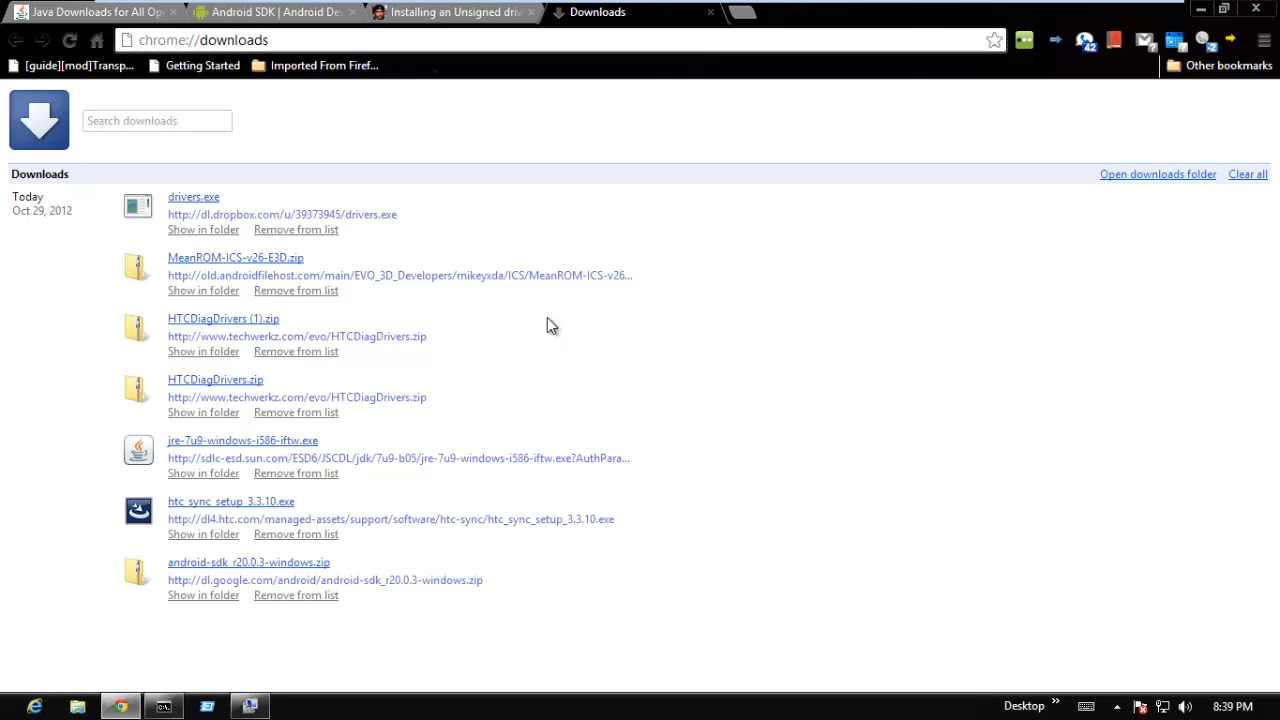 Java Downloads for All Ope
Android SDK | Android Dev
Installing an Unsigned driv
Downloads
chrome://downloads
42
?
?
-2
[guide][mod]Transp...
Getting Started
Imported From Firef...
Other bookmarks
Search downloads
Downloads
Open downloads folder
Clear all
Today
Oct 29, 2012
drivers.exe
http://dl.dropbox.com/u/39373945/drivers.exe
Show in folder Remove from list
MeanROM-ICS-v26-E3D.zip
http://old.androidfilehost.com/main/EVO_3D_Developers/mikeyxda/ICS/MeanROM-ICS-v26...
Show in folder Remove from list
HTCDiagDrivers (1).zip
http://www.techwerkz.com/evo/HTCDiagDrivers.zip
Show in folder Remove from list
HTCDiagDrivers.zip
http://www.techwerkz.com/evo/HTCDiagDrivers.zip
Show in folder Remove from list
jre-7u9-windows-i586-iftw.exe
http://sdlc-esd.sun.com/ESD6/JSCDL/jdk/7u9-b05/jre-7u9-windows-i586-iftw.exe?AuthPara...
Show in folder Remove from list
htc_sync_setup_3.3.10.exe
http://dl4.htc.com/managed-assets/support/software/htc-sync/htc_sync_setup_3.3.10.exe
Show in folder Remove from list
android-sdk_r20.0.3-windows.zip
http://dl.google.com/android/android-sdk_r20.0.3-windows.zip
Show in folder Remove from list
Desktop
8:39 PM